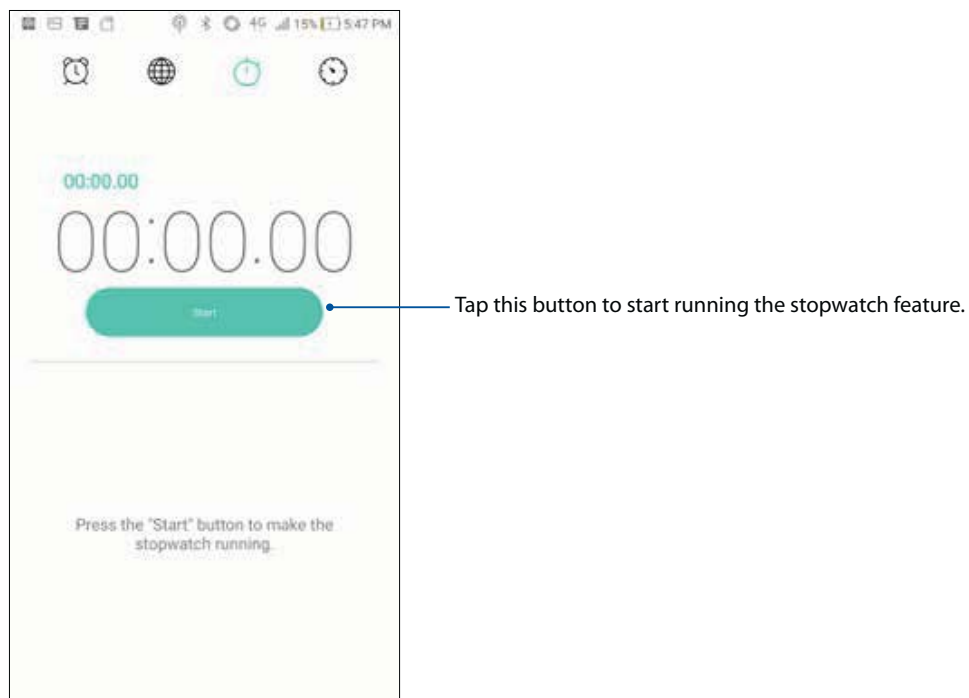 4G 15% 5:47 PM
00:00.00
00:00.00
Start
Tap this button to start running the stopwatch feature.
Press the "Start" button to make the
stopwatch running.